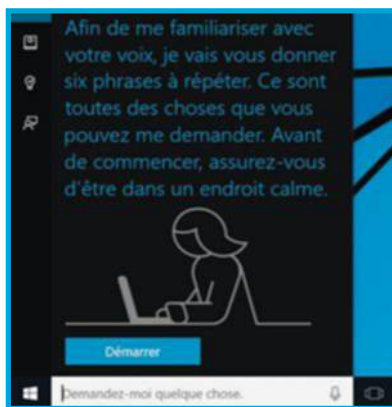 Afin de me familiariser avec
votre voix, je vais vous donner
six phrases à répéter. Ce sont
toutes des choses que vous
pouvez me demander. Avant
de commencer, assurez-vous
d'être dans un endroit calme.
Démarrer
Demandez-moi quelque chose.